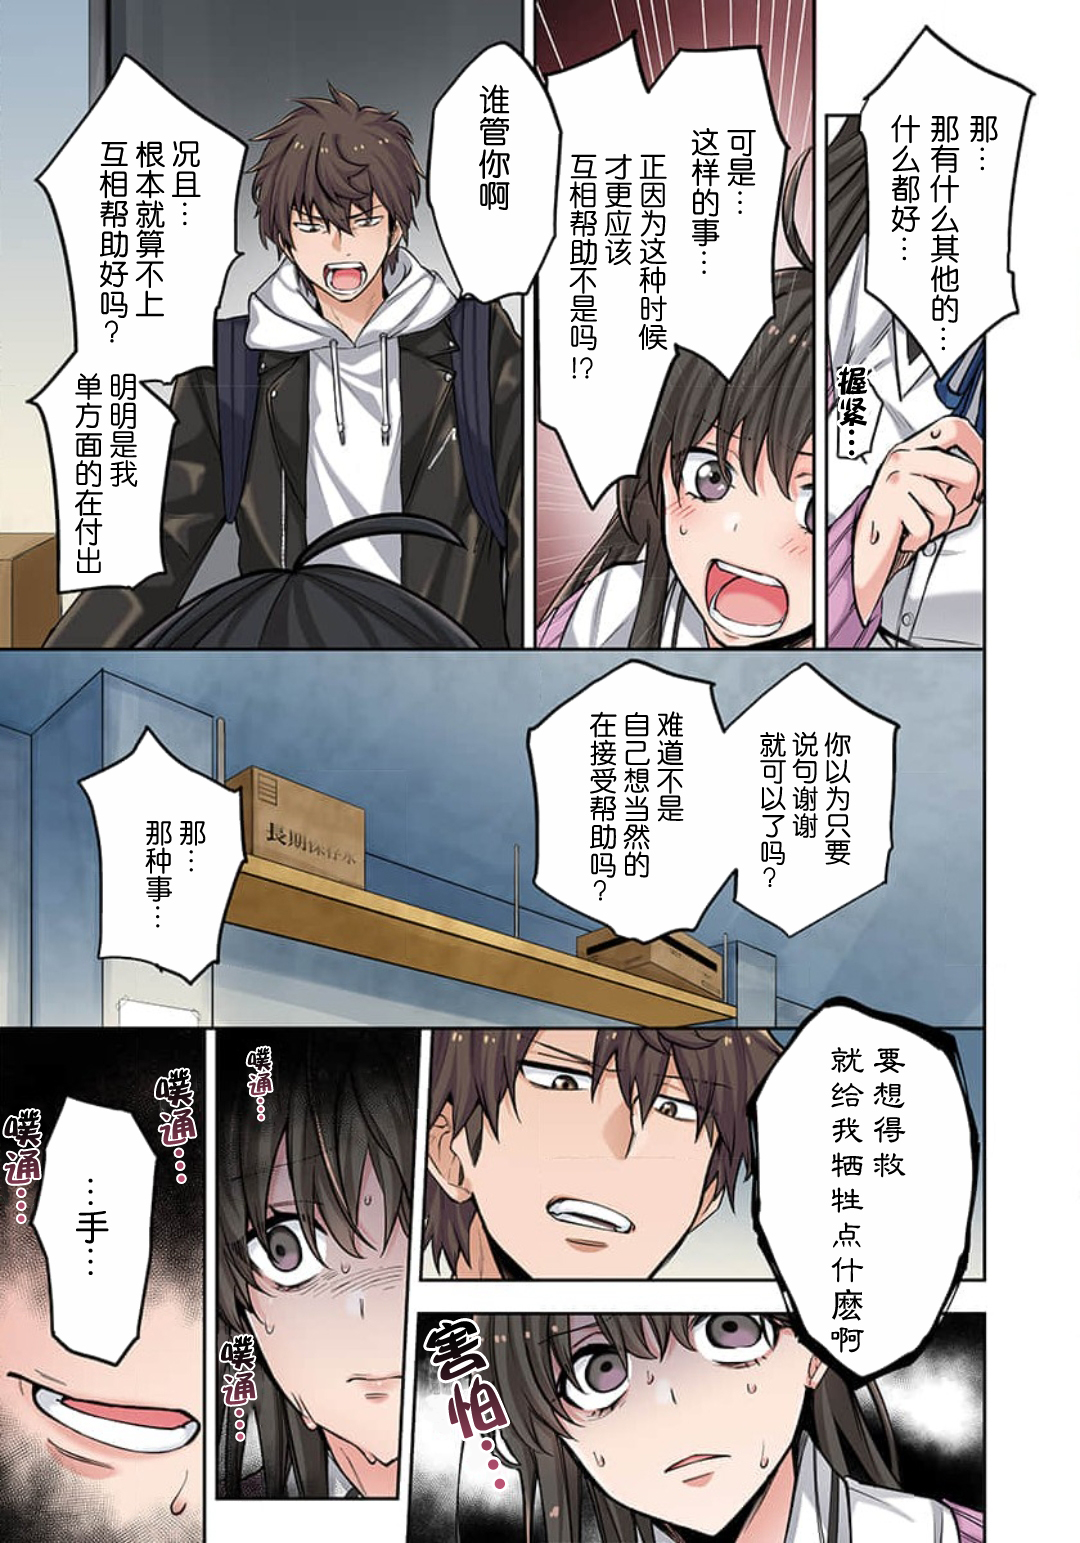 那…
那有什么其他的…
什么都好…
握紧…
可是…
这样的事…
正因为这种时候
才更应该
互相帮助不是吗!?
谁管你啊
况且…
根本就算不上
互相帮助好吗?
明明是我
单方面的在付出
你以为只要
说句谢谢
就可以了吗?
难道不是
自己想当然的
在接受帮助吗?
長期保存水
那…
那种事…
要想得救
就给我牺牲点什麽啊
害怕…
噗通…
噗通…
噗通…
噗通…
…手…